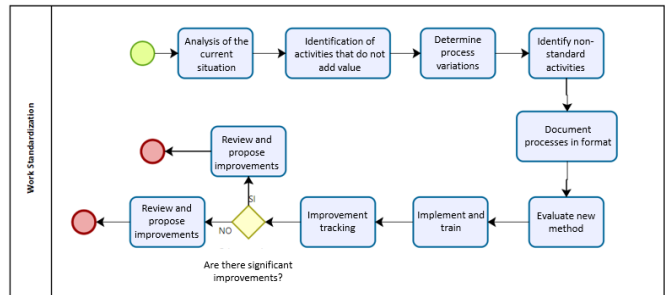 Work Standardization
Analysis of the
current
situation
Identification of
activities that do not
add value
Determine
process
variations
Identify non-
standard
activities
Document
processes in format
Evaluate new
method
Implement and
train
Improvement
tracking
Are there significant
improvements?
SI
Review and
propose
improvements
NO
Review and
propose
improvements